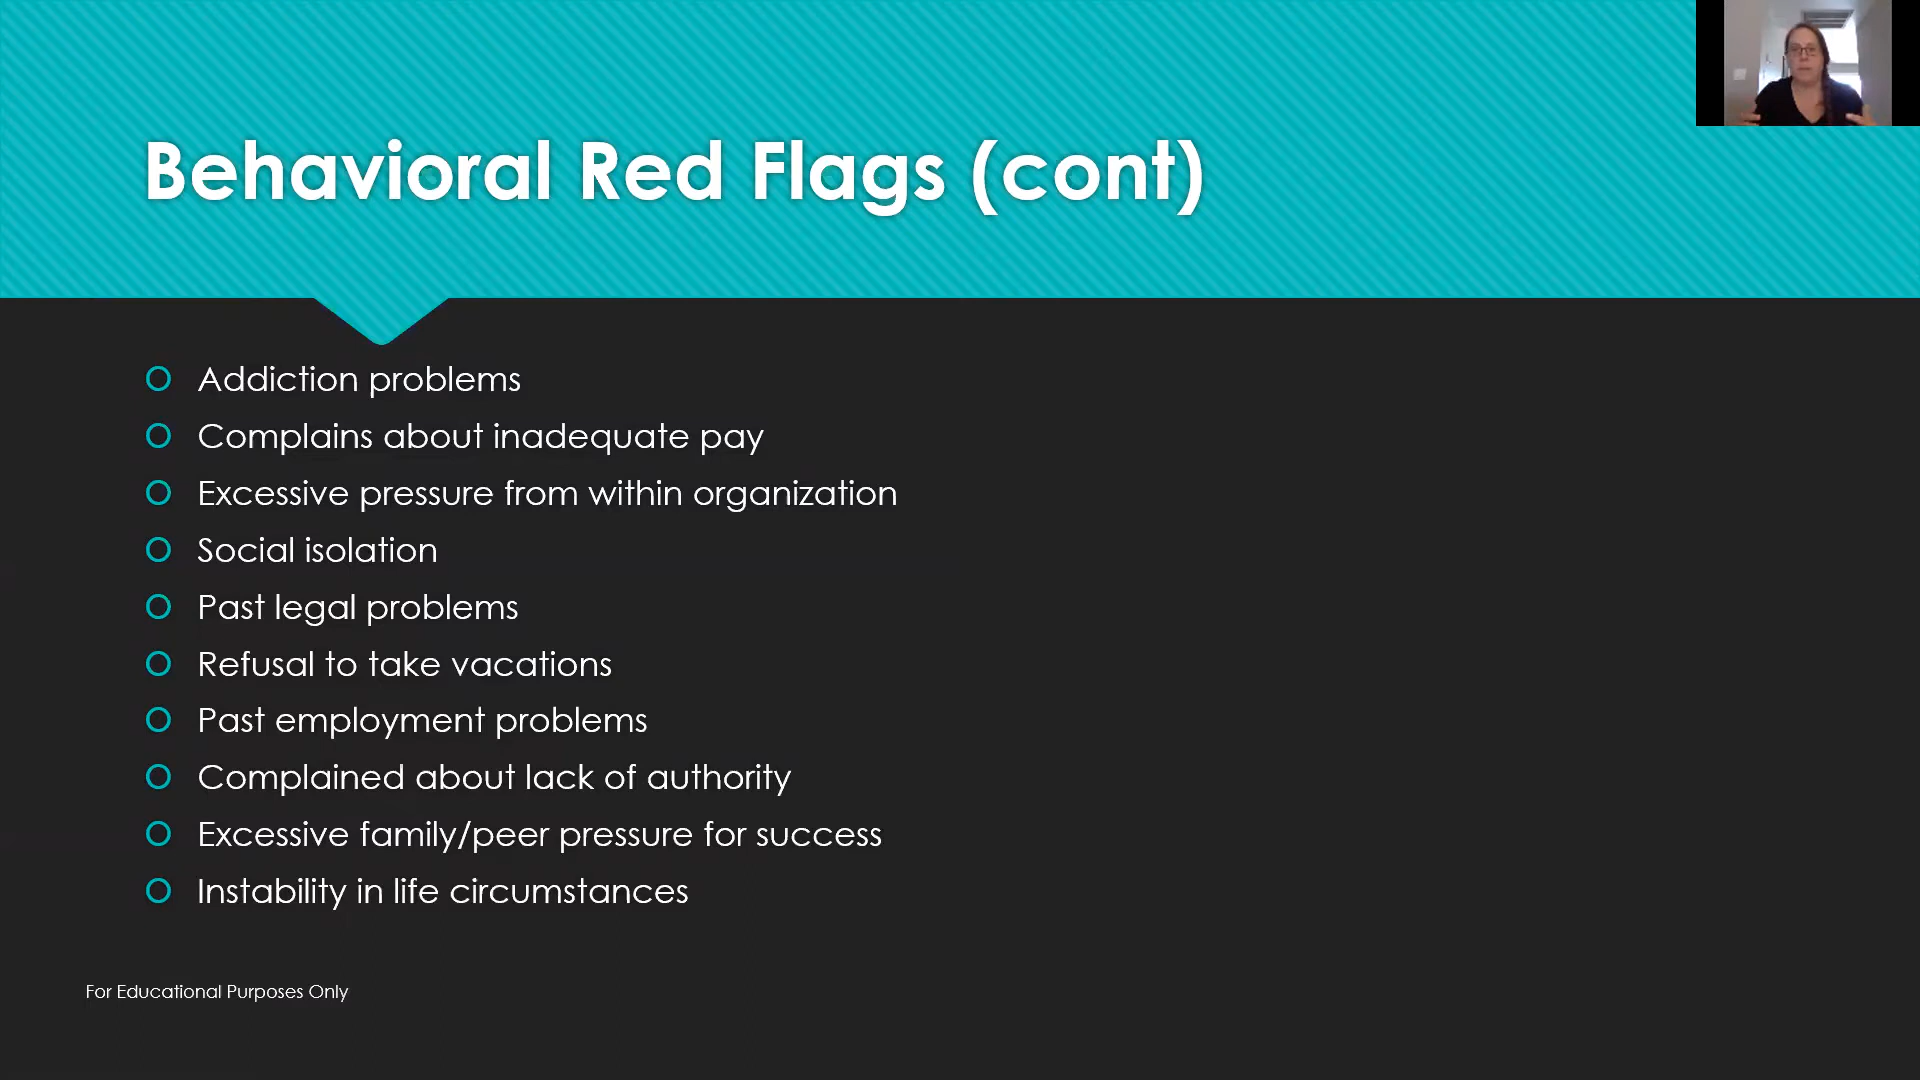 Behavioral Red Flags (cont)
Addiction problems
Complains about inadequate pay
Excessive pressure from within organization
Social isolation
Past legal problems
Refusal to take vacations
Past employment problems
Complained about lack of authority
Excessive family/peer pressure for success
Instability in life circumstances
For Educational Purposes Only